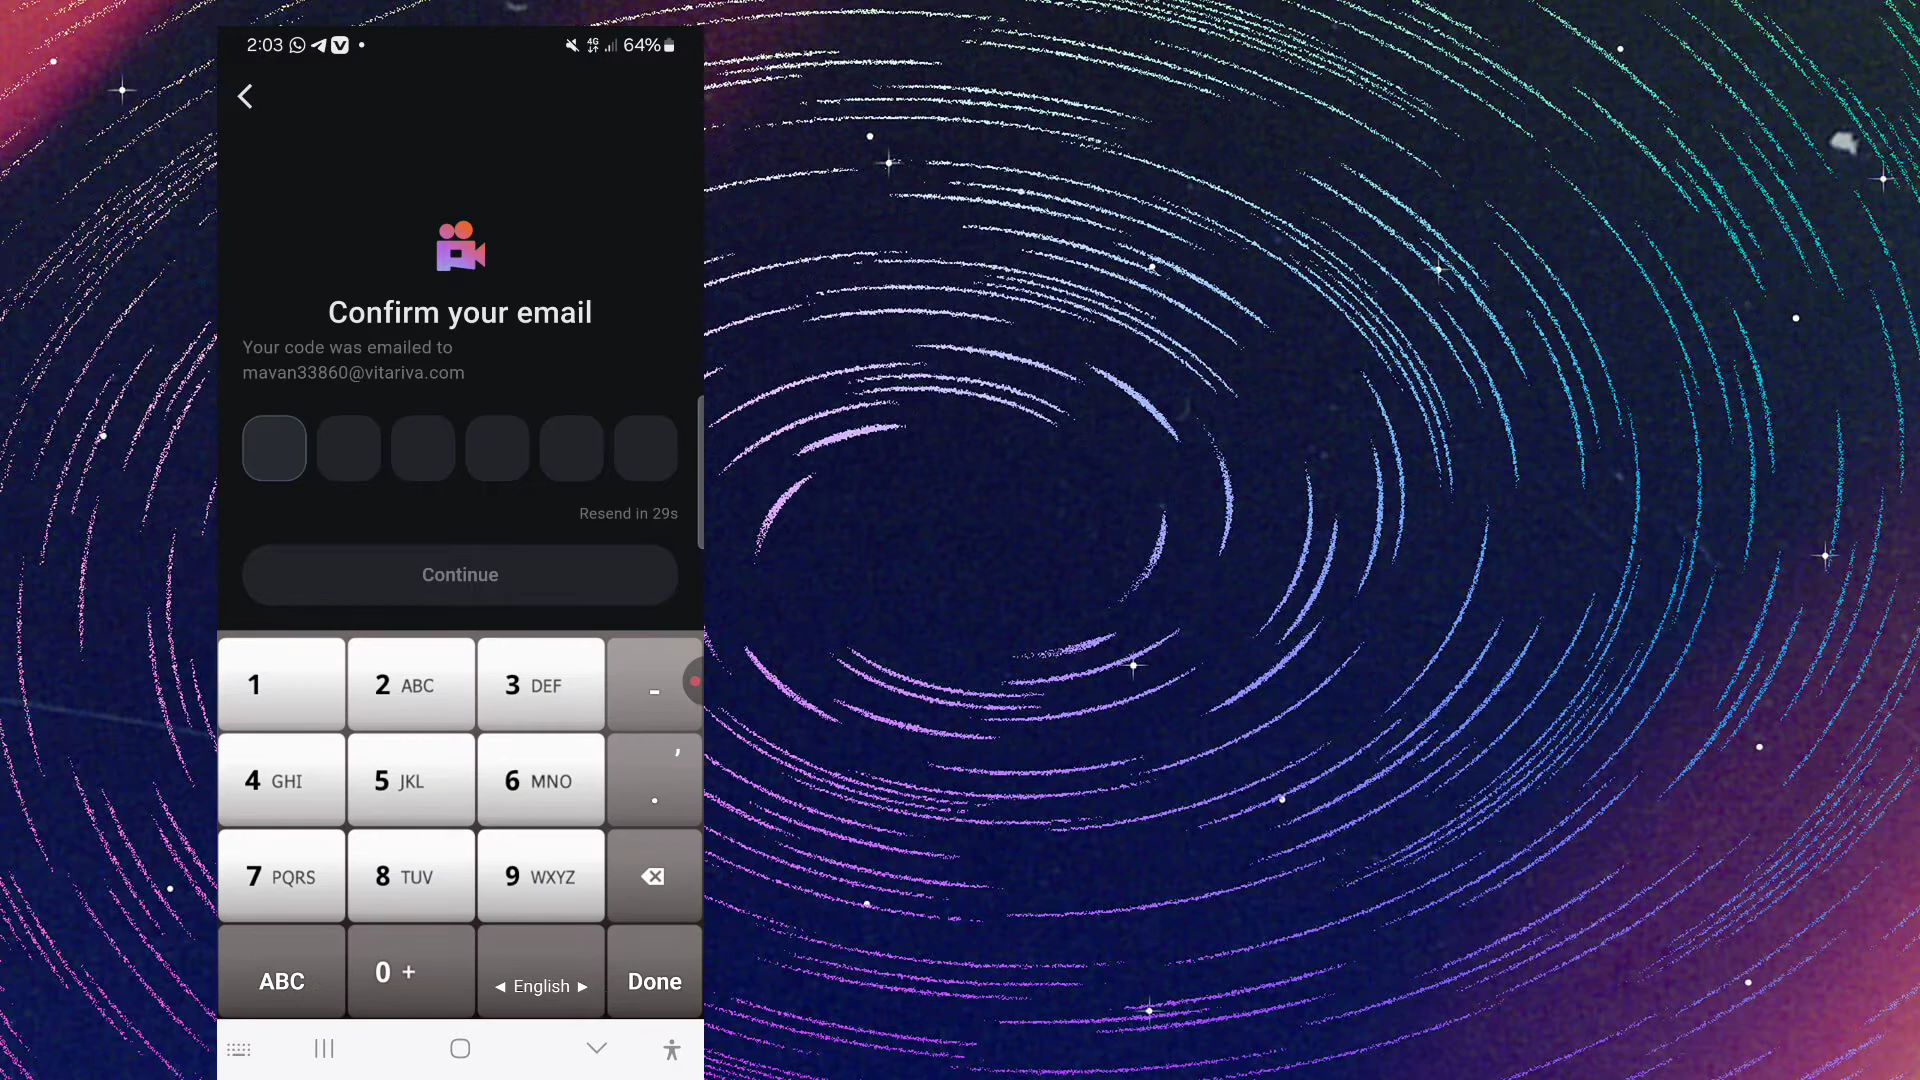 2:03 4G 64%
Confirm your email
Your code was emailed to
mavan33860@vitariva.com
Resend in 29s
Continue
1 2 ABC 3 DEF -
4 GHI 5 JKL 6 MNO , .
7 PQRS 8 TUV 9 WXYZ
ABC 0 + ◄ English ► Done